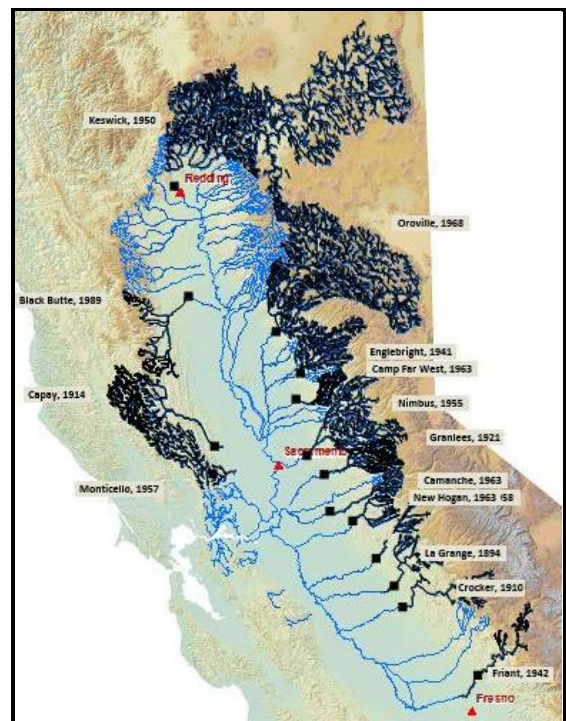 Keswick, 1950
Redding
Oroville, 1968
Black Butte, 1989
Englebright, 1941
Camp Far West, 1963
Capay, 1914
Nimbus, 1955
Granlees, 1921
Sacramento
Camanche, 1963
Monticello, 1957
New Hogan, 1963
La Grange, 1894
Crocker, 1910
Friant, 1942
Fresno